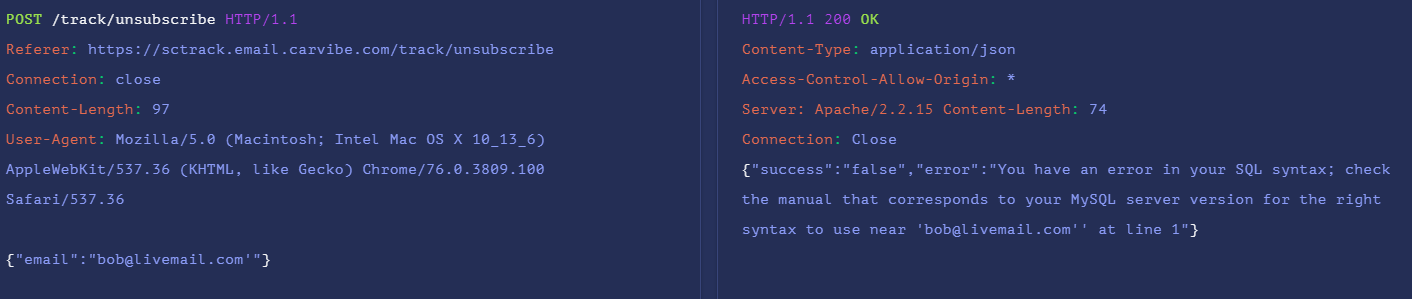 POST /track/unsubscribe HTTP/1.1
Referer: https://sctrack.email.carvibe.com/track/unsubscribe
Connection: close
Content-Length: 97
User-Agent: Mozilla/5.0 (Macintosh; Intel Mac OS X 10_13_6)
AppleWebKit/537.36 (KHTML, like Gecko) Chrome/76.0.3809.100
Safari/537.36
{"email":"bob@livemail.com'"}
HTTP/1.1 200 OK
Content-Type: application/json
Access-Control-Allow-Origin: *
Server: Apache/2.2.15 Content-Length: 74
Connection: Close
{"success":"false","error":"You have an error in your SQL syntax; check
the manual that corresponds to your MySQL server version for the right
syntax to use near 'bob@livemail.com'' at line 1"}